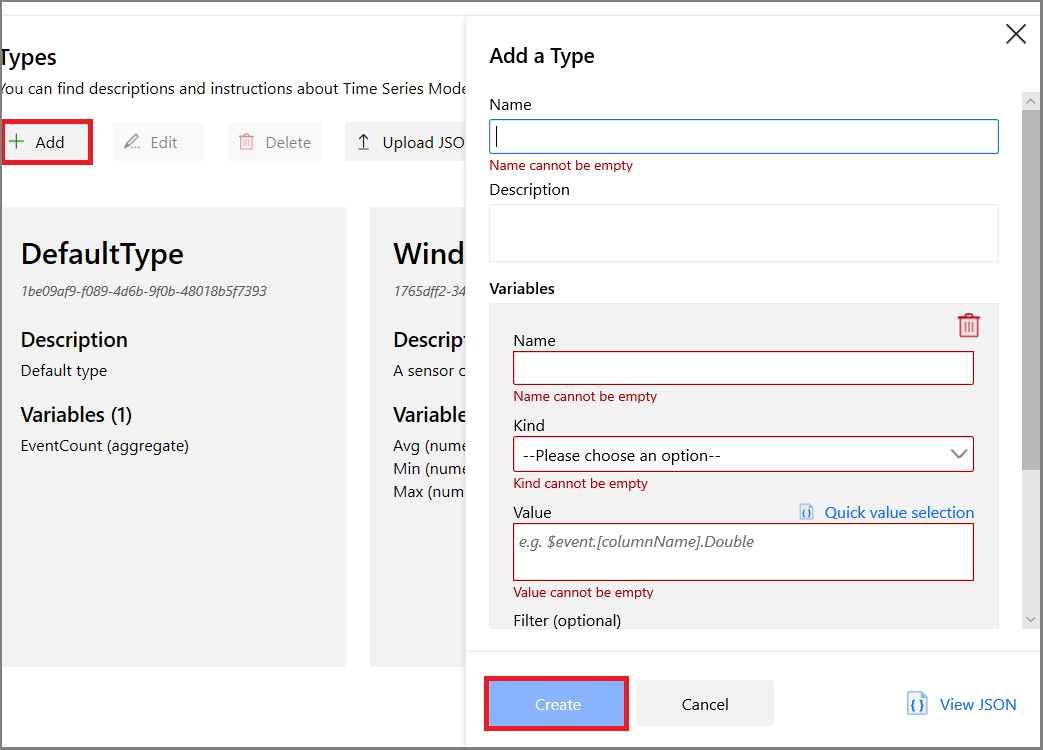 Types
You can find descriptions and instructions about Time Series Mode
Add
Edit
Delete
Upload JSO
DefaultType
1be09af9-f089-4d6b-9f0b-48018b5f7393
Description
Default type
Variables (1)
EventCount (aggregate)
Wind
1765dff2-34
Descript
A sensor c
Variable
Avg (nume
Min (nume
Max (num
Add a Type
Name
Name cannot be empty
Description
Variables
Name
Name cannot be empty
Kind
--Please choose an option--
Kind cannot be empty
Value
Quick value selection
e.g. $event.[columnName].Double
Value cannot be empty
Filter (optional)
Create
Cancel
View JSON